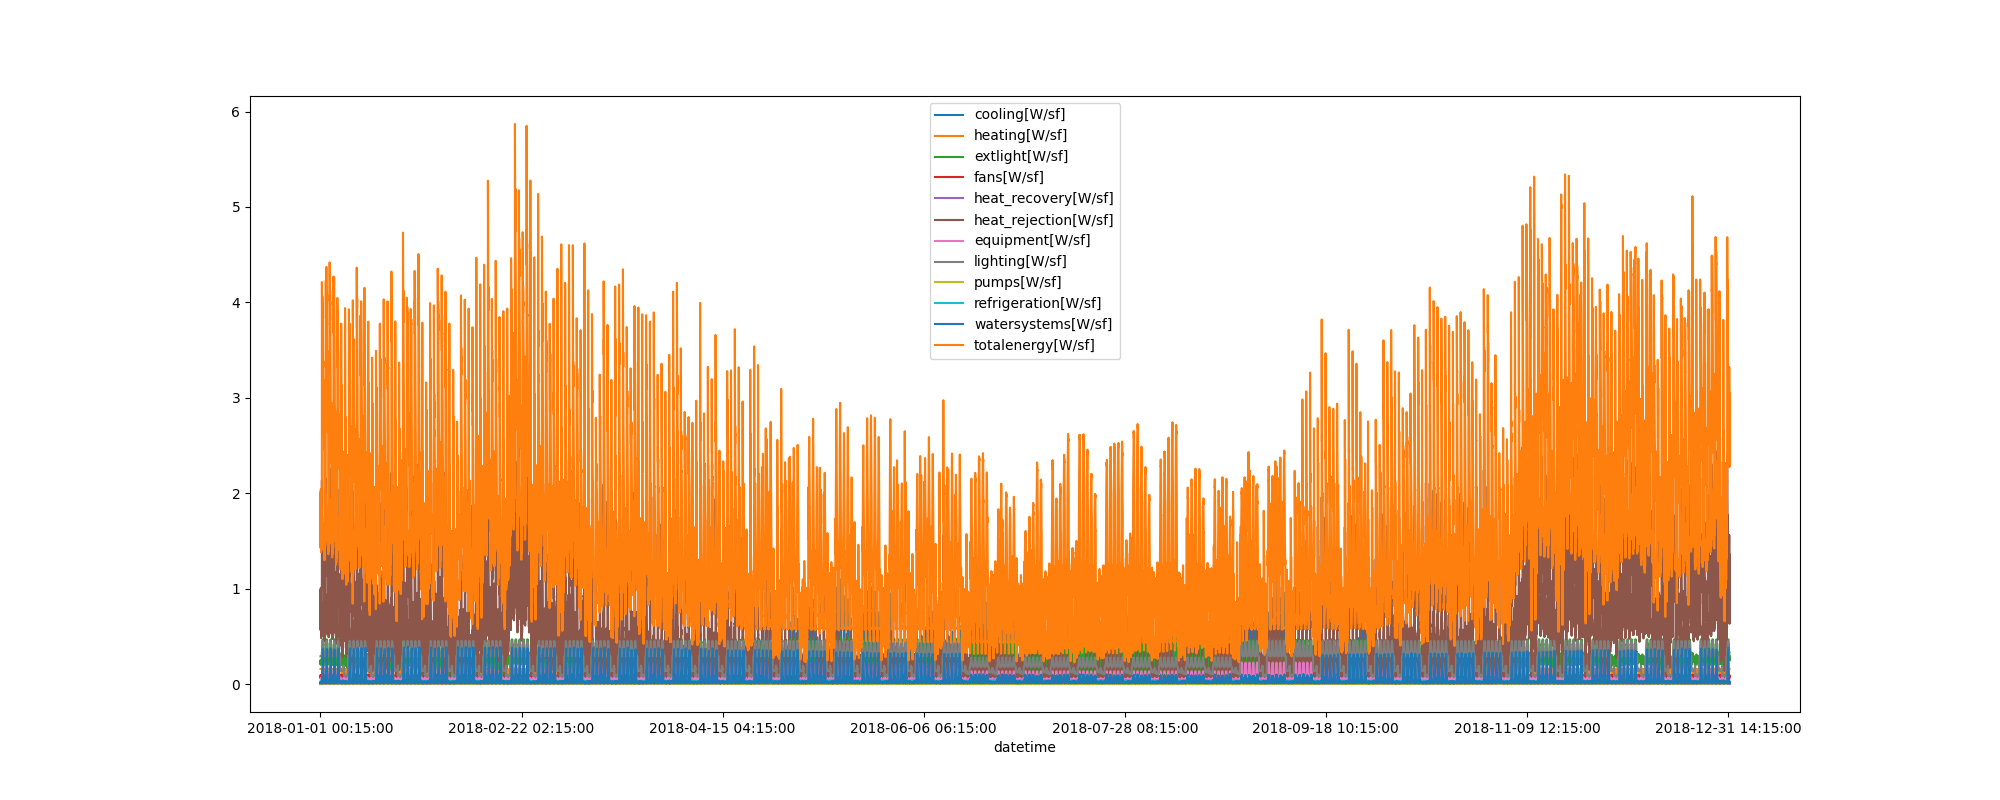 6
5
4
3
2
1
0
cooling[W/sf]
heating[W/sf]
extlight[W/sf]
fans[W/sf]
heat_recovery[W/sf]
heat_rejection[W/sf]
equipment[W/sf]
lighting[W/sf]
pumps[W/sf]
refrigeration[W/sf]
watersystems[W/sf]
totalenergy[W/sf]
2018-01-01 00:15:00 2018-02-22 02:15:00 2018-04-15 04:15:00 2018-06-06 06:15:00 2018-07-28 08:15:00 2018-09-18 10:15:00 2018-11-09 12:15:00 2018-12-31 14:15:00
datetime